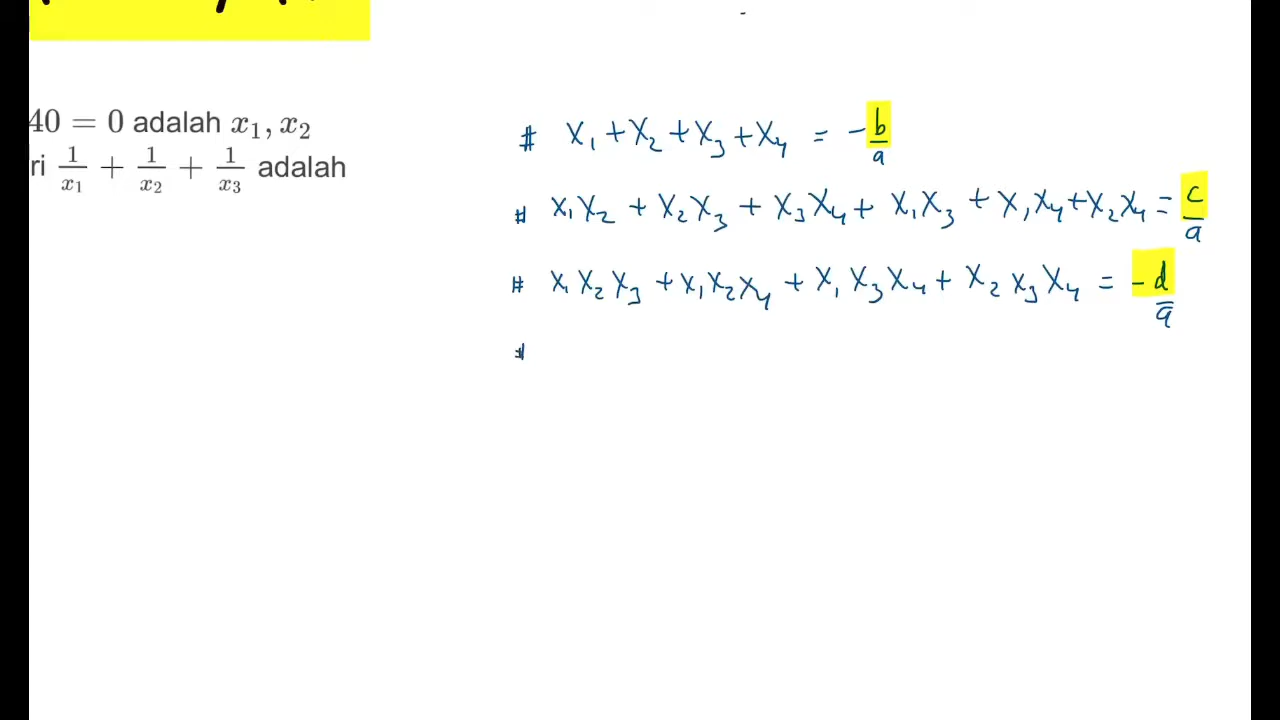 40 = 0 adalah x₁, x₂
ri 1/x₁ + 1/x₂ + 1/x₃ adalah
# x₁ + x₂ + x₃ + x₄ = -b/a
# x₁x₂ + x₂x₃ + x₃x₄ + x₁x₃ + x₁x₄ + x₂x₄ = c/a
# x₁x₂x₃ + x₁x₂x₄ + x₁x₃x₄ + x₂x₃x₄ = -d/a